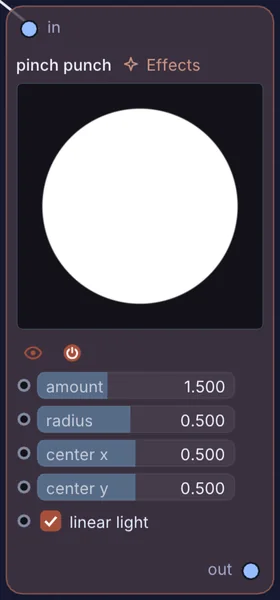 in
pinch punch Effects
amount 1.500
radius 0.500
center x 0.500
center y 0.500
linear light
out